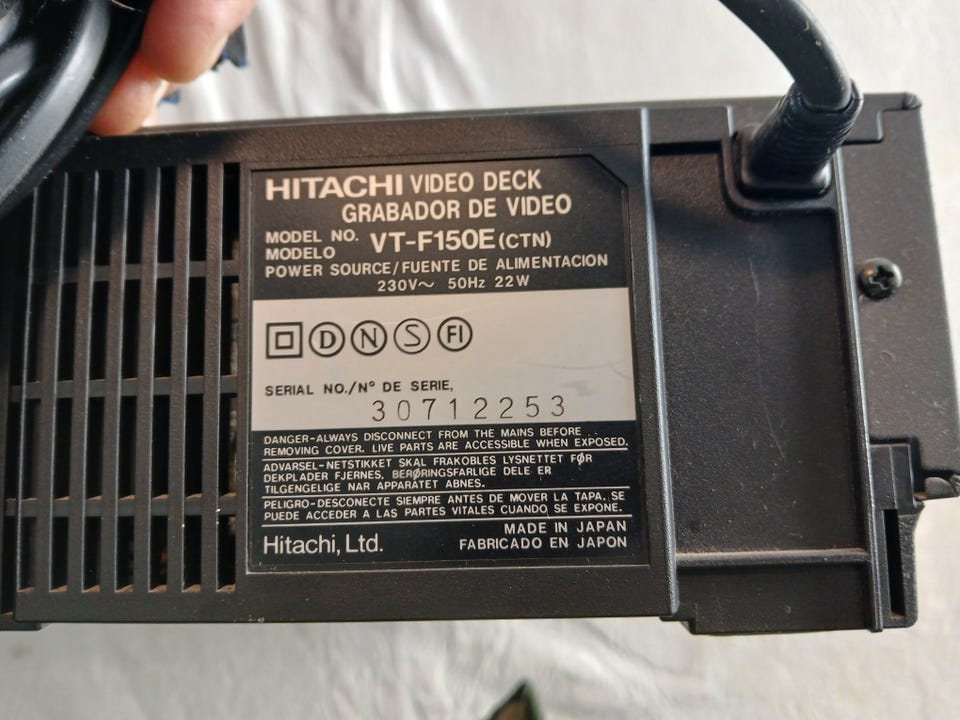 HITACHI VIDEO DECK
GRABADOR DE VIDEO
MODEL NO. VT-F150E (CTN)
MODELO
POWER SOURCE/FUENTE DE ALIMENTACION
230V~ 50Hz 22W
D N S FI
SERIAL NO./N° DE SERIE,
30712253
DANGER-ALWAYS DISCONNECT FROM THE MAINS BEFORE
REMOVING COVER. LIVE PARTS ARE ACCESSIBLE WHEN EXPOSED.
ADVARSEL-NETSTIKKET SKAL FRAKOBLES LYSNETTET FØR
DEKPLADER FJERNES, BERØRINGSFARLIGE DELE ER
TILGENGELIGE NAR APPARATET ABNES.
PELIGRO-DESCONECTE SIEMPRE ANTES DE MOVER LA TAPA, SE
PUEDE ACCEDER A LAS PARTES VITALES CUANDO SE EXPONE.
MADE IN JAPAN
Hitachi, Ltd. FABRICADO EN JAPON